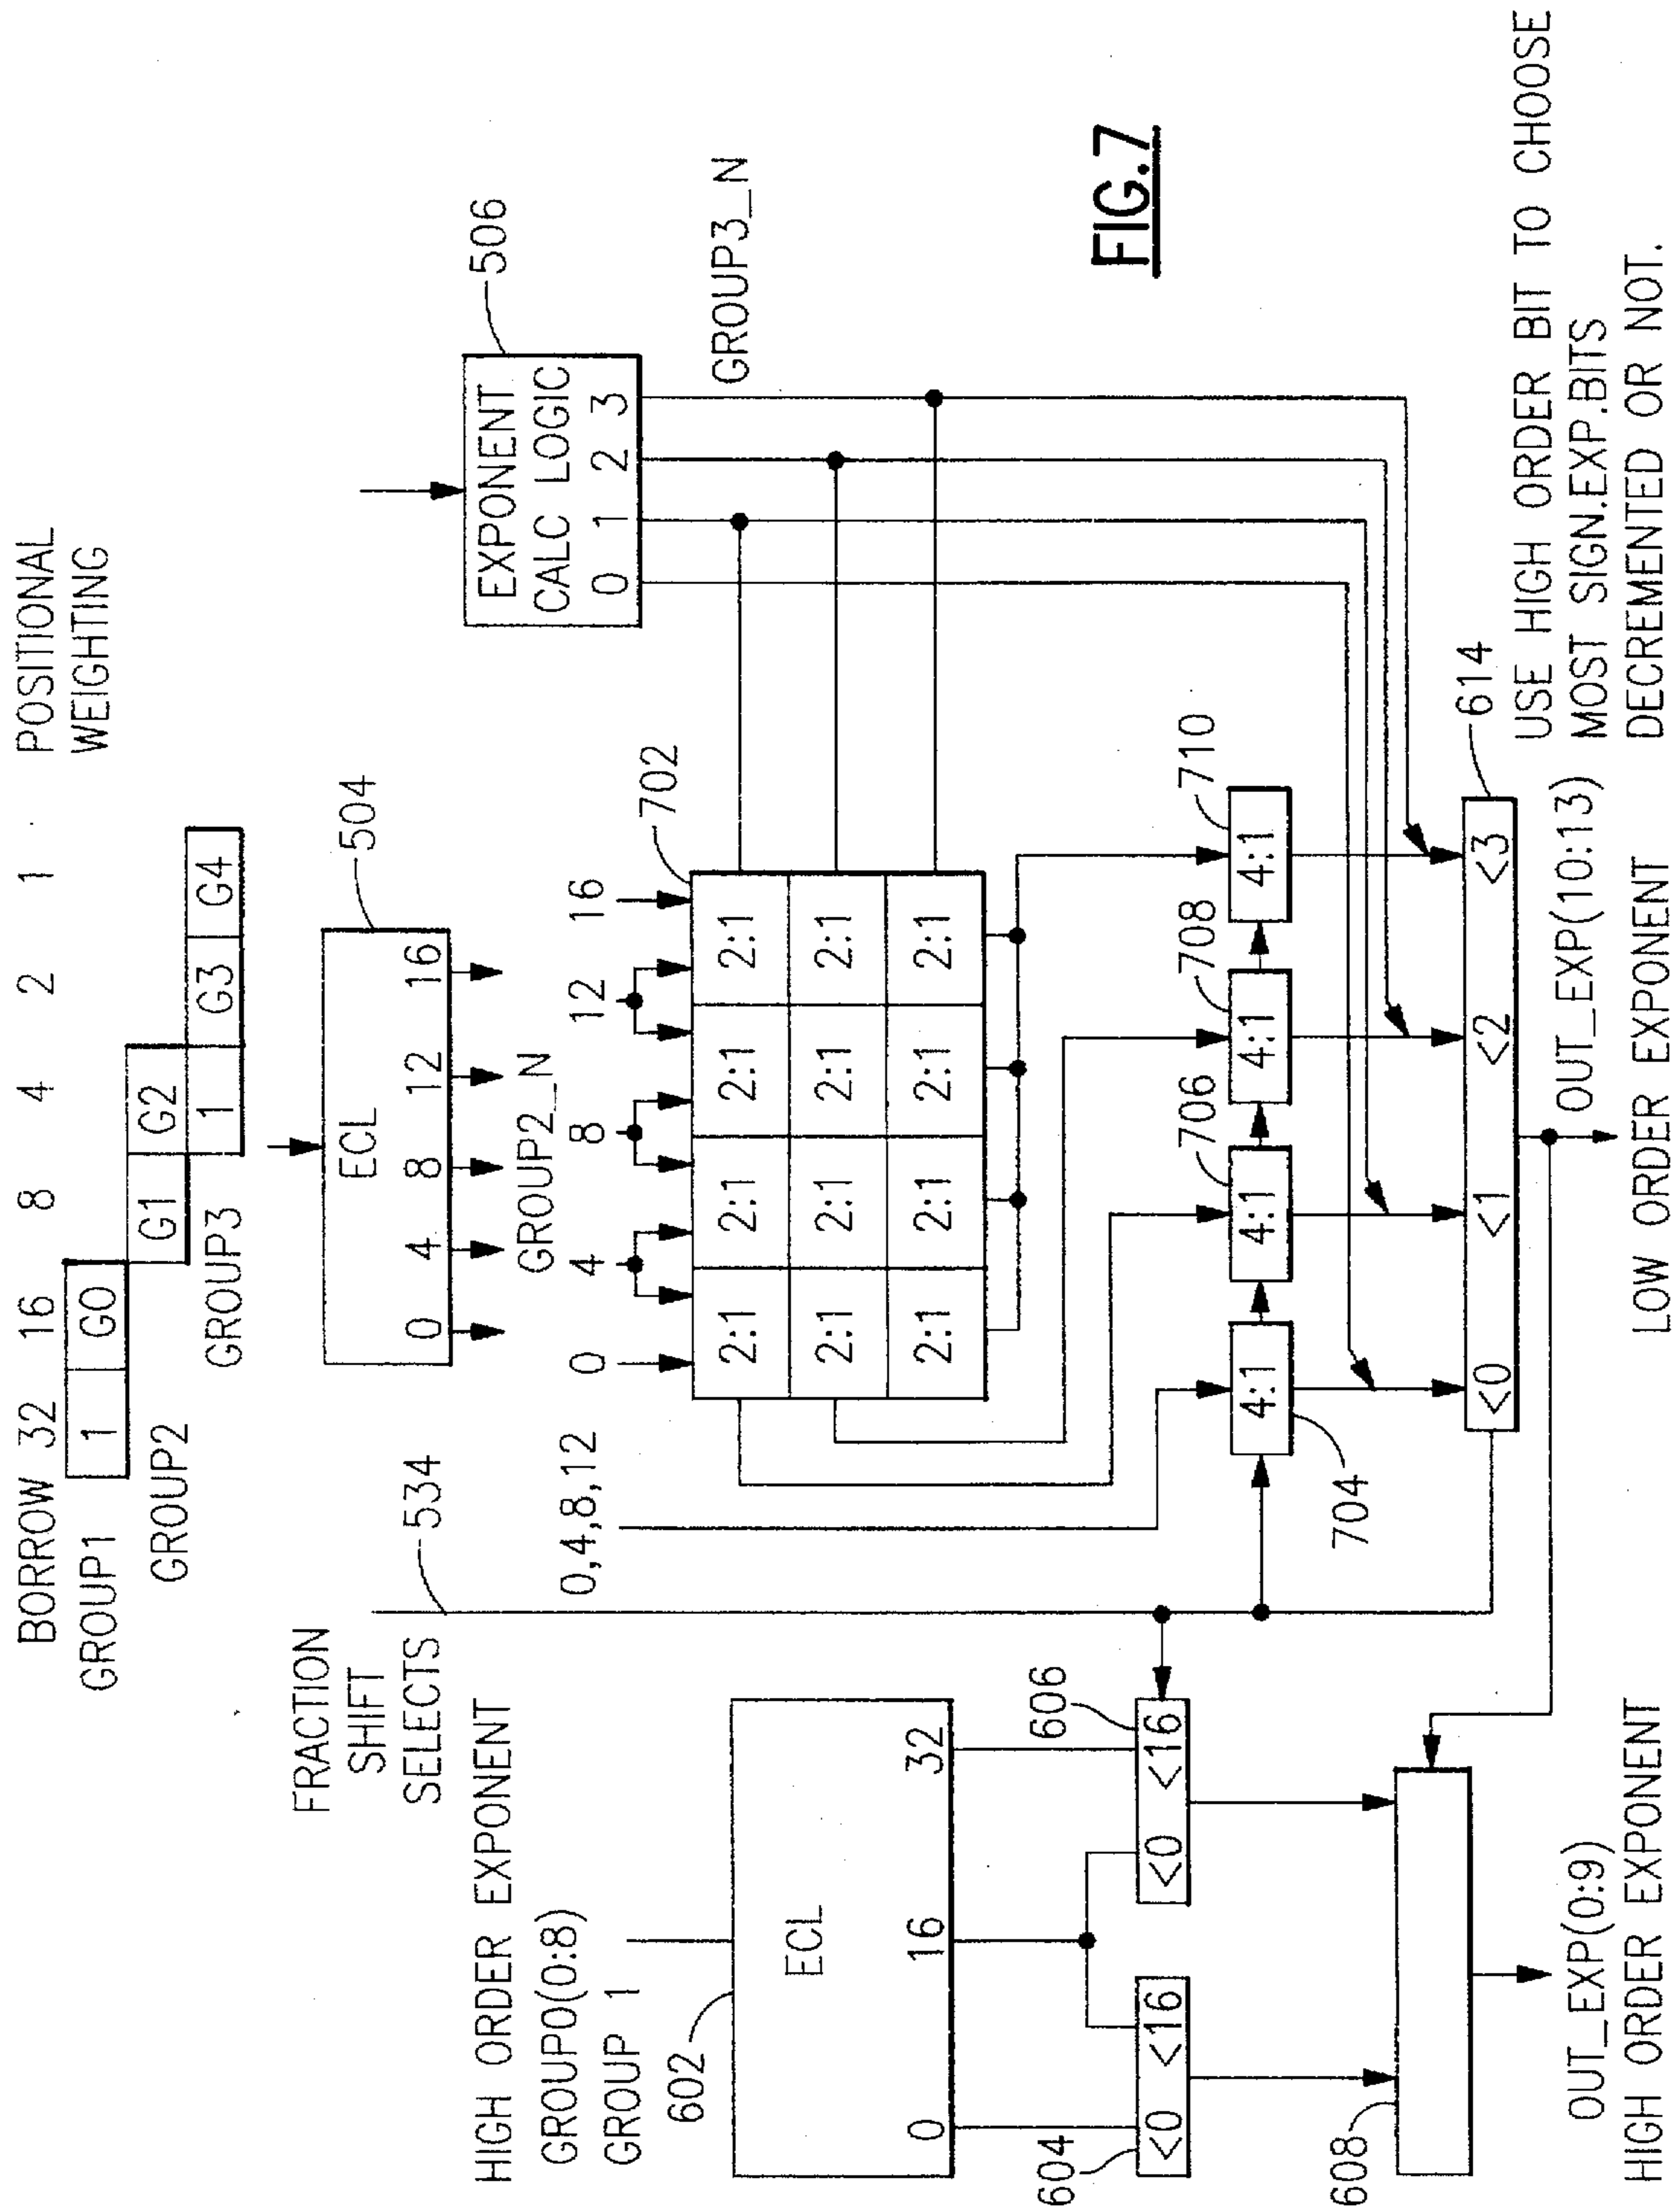 BORROW 32 16 8 4 2 1 POSITIONAL
WEIGHTING
GROUP1 1 G0
GROUP2 G1 G2
GROUP3 1 G3 G4
FRACTION
SHIFT
SELECTS
534
ECL
0 4 8 12 16
504
GROUP2_N
EXPONENT
CALC LOGIC
0 1 2 3
506
GROUP3_N
HIGH ORDER EXPONENT
GROUP0(0:8)
GROUP 1
602
ECL
0 16 32
0,4,8,12
0 4 8 12 16
702
2:1 2:1 2:1 2:1
2:1 2:1 2:1 2:1
2:1 2:1 2:1 2:1
604
<0 <16
606
<0 <16
704
4:1
706
4:1
708
4:1
710
4:1
608
614
<0 <1 <2 <3
OUT_EXP(0:9)
HIGH ORDER EXPONENT
OUT_EXP(10:13)
LOW ORDER EXPONENT
USE HIGH ORDER BIT TO CHOOSE
MOST SIGN.EXP.BITS
DECREMENTED OR NOT.
FIG.7